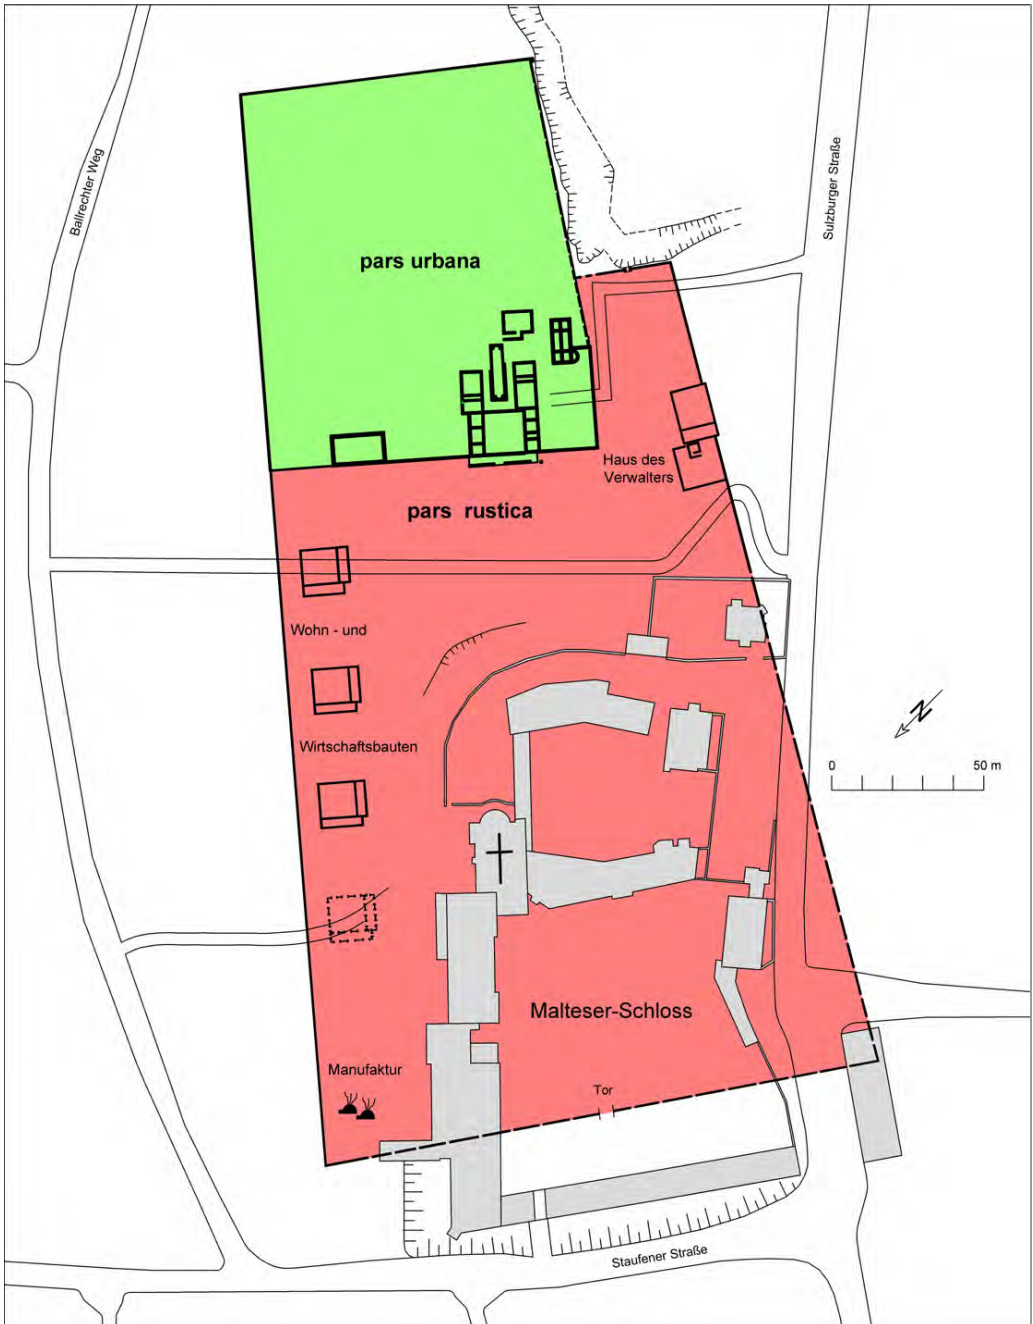 Ballrechter Weg
Sulzburger Straße
pars urbana
Haus des
Verwalters
pars rustica
Wohn - und
Wirtschaftsbauten
N
0 50 m
Malteser-Schloss
Manufaktur
Tor
Staufener Straße